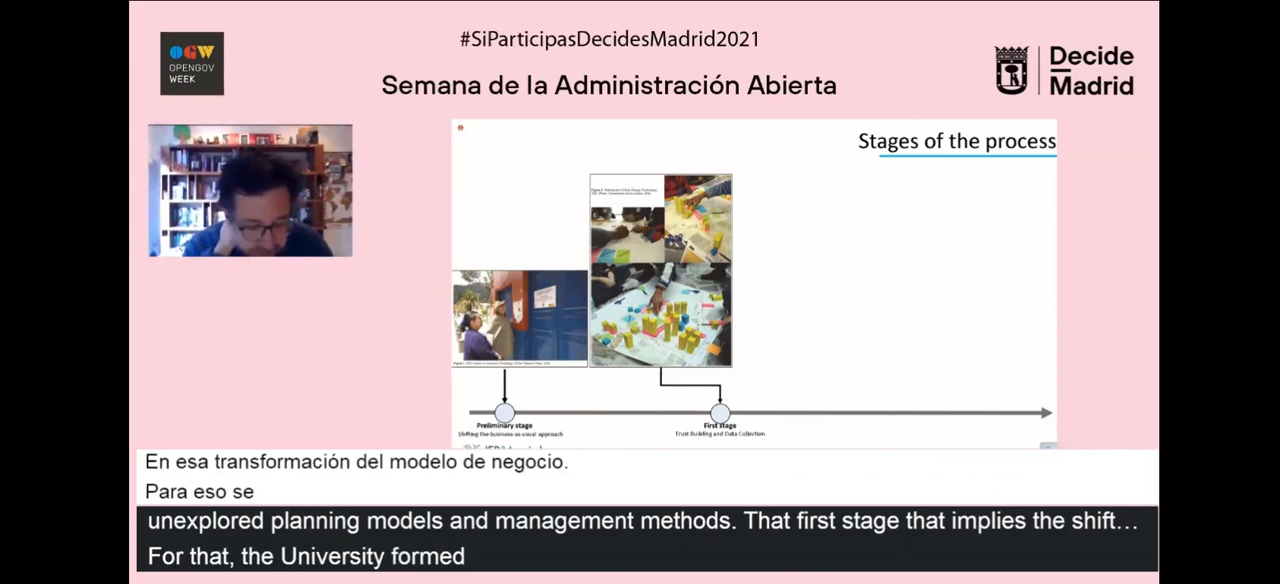 #SiParticipasDecidesMadrid2021
OGW
OPENGOV
WEEK
Semana de la Administración Abierta
Decide
Madrid
Stages of the process
Preliminary stage
Shifting the business-as-usual approach
First stage
Trust Building and Data Collection
En esa transformación del modelo de negocio.
Para eso se
unexplored planning models and management methods. That first stage that implies the shift…
For that, the University formed